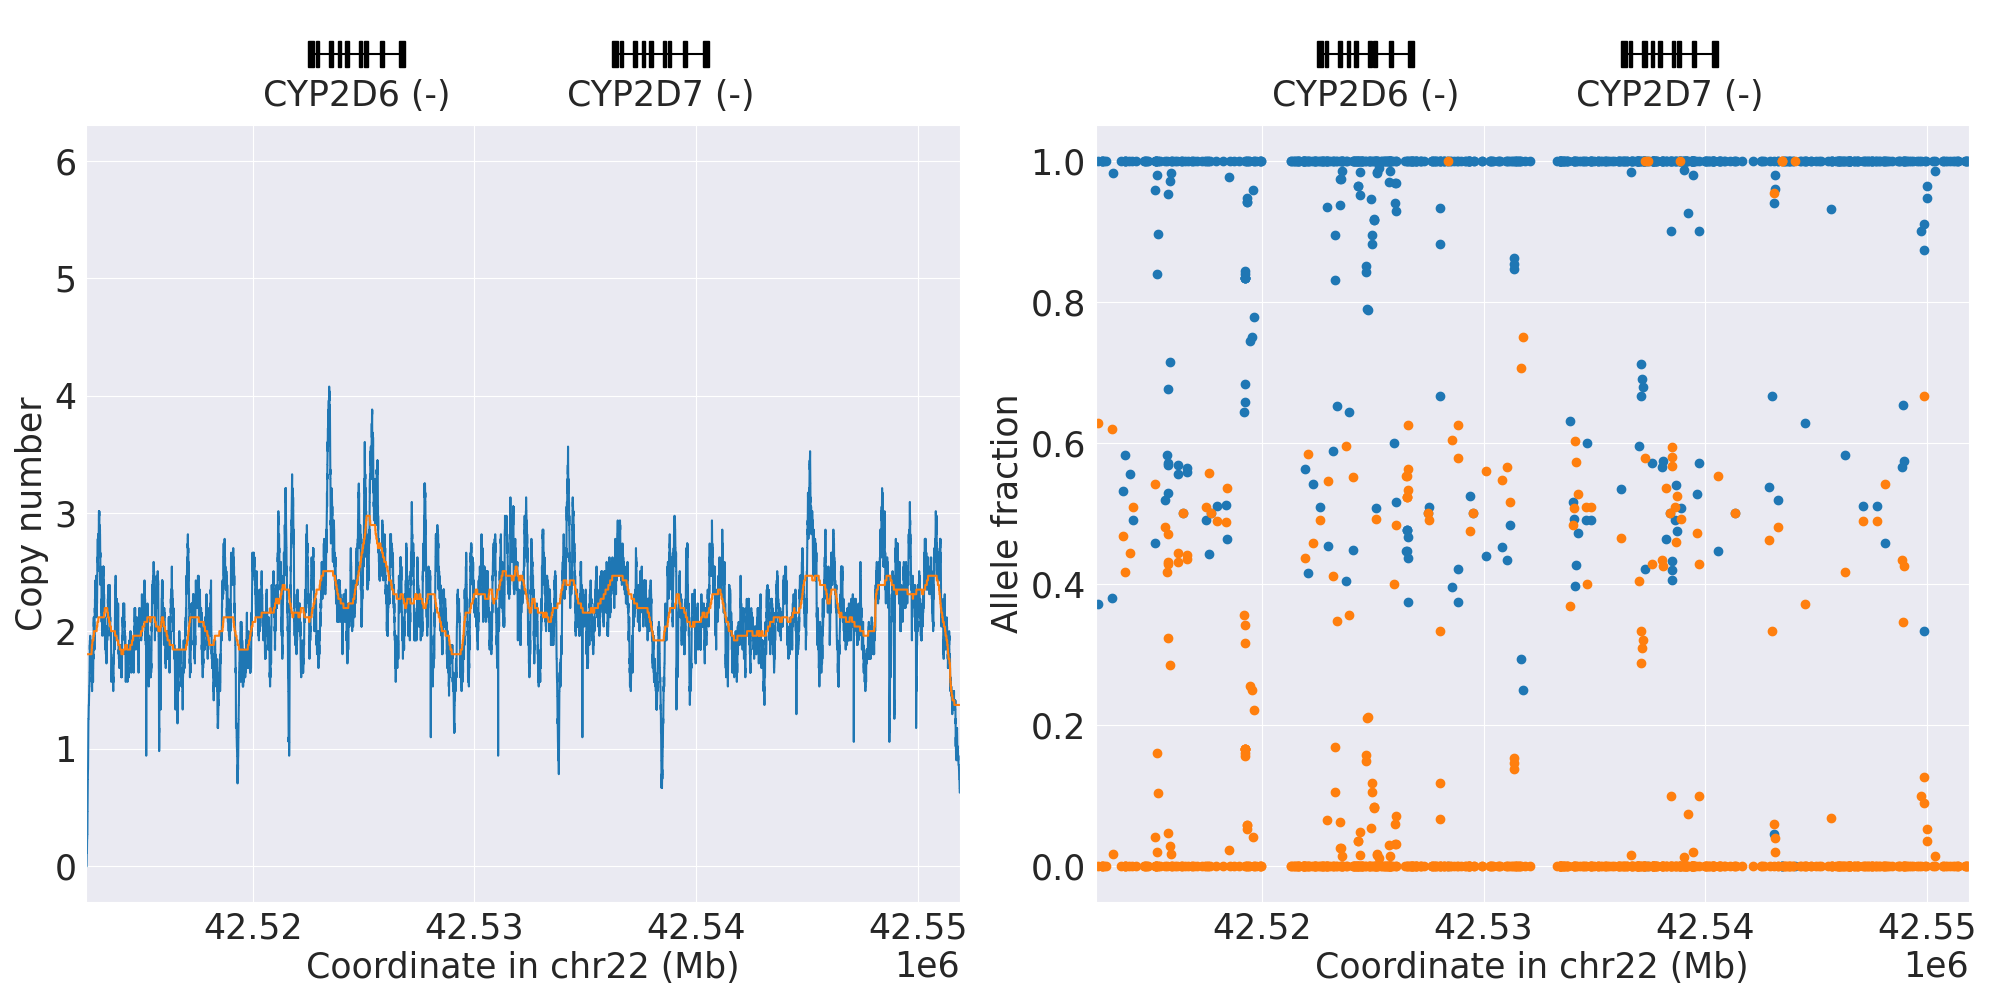 CYP2D6 (-) CYP2D7 (-)
6
5
4
3
2
1
0
Copy number
42.52 42.53 42.54 42.55
Coordinate in chr22 (Mb)
1e6
CYP2D6 (-) CYP2D7 (-)
1.0
0.8
0.6
0.4
0.2
0.0
Allele fraction
42.52 42.53 42.54 42.55
Coordinate in chr22 (Mb)
1e6